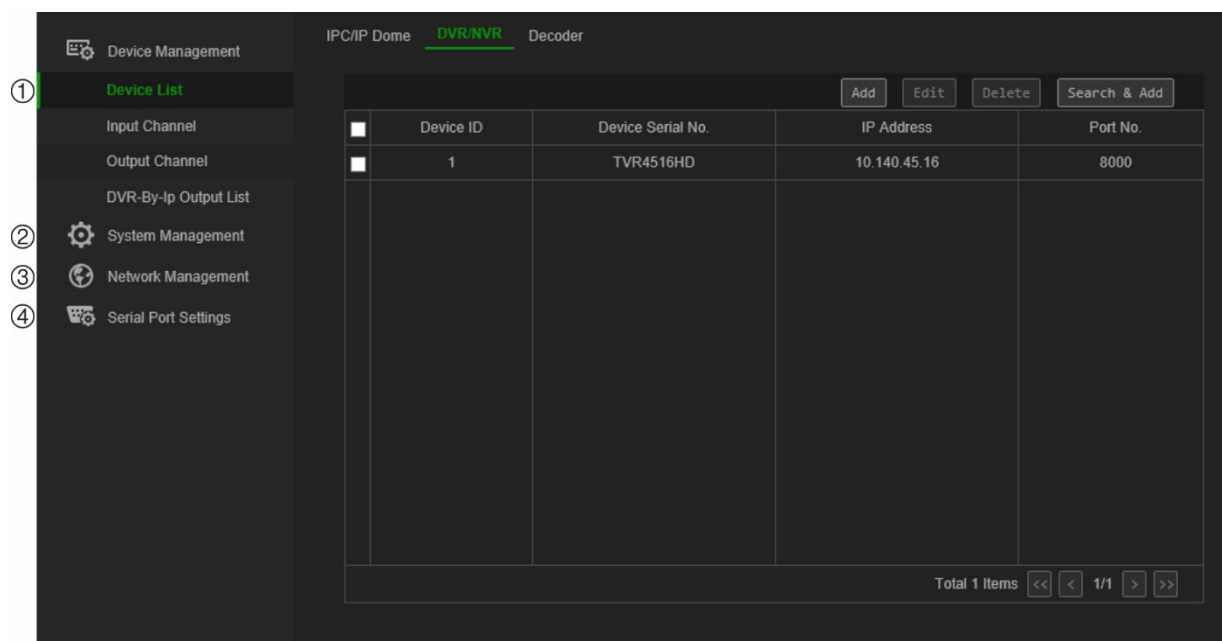 Device Management
IPC/IP Dome DVR/NVR Decoder
① Device List
Add Edit Delete Search & Add
Input Channel
Device ID Device Serial No. IP Address Port No.
Output Channel
1 TVR4516HD 10.140.45.16 8000
DVR-By-Ip Output List
② System Management
③ Network Management
④ Serial Port Settings
Total 1 Items << < 1/1 > >>